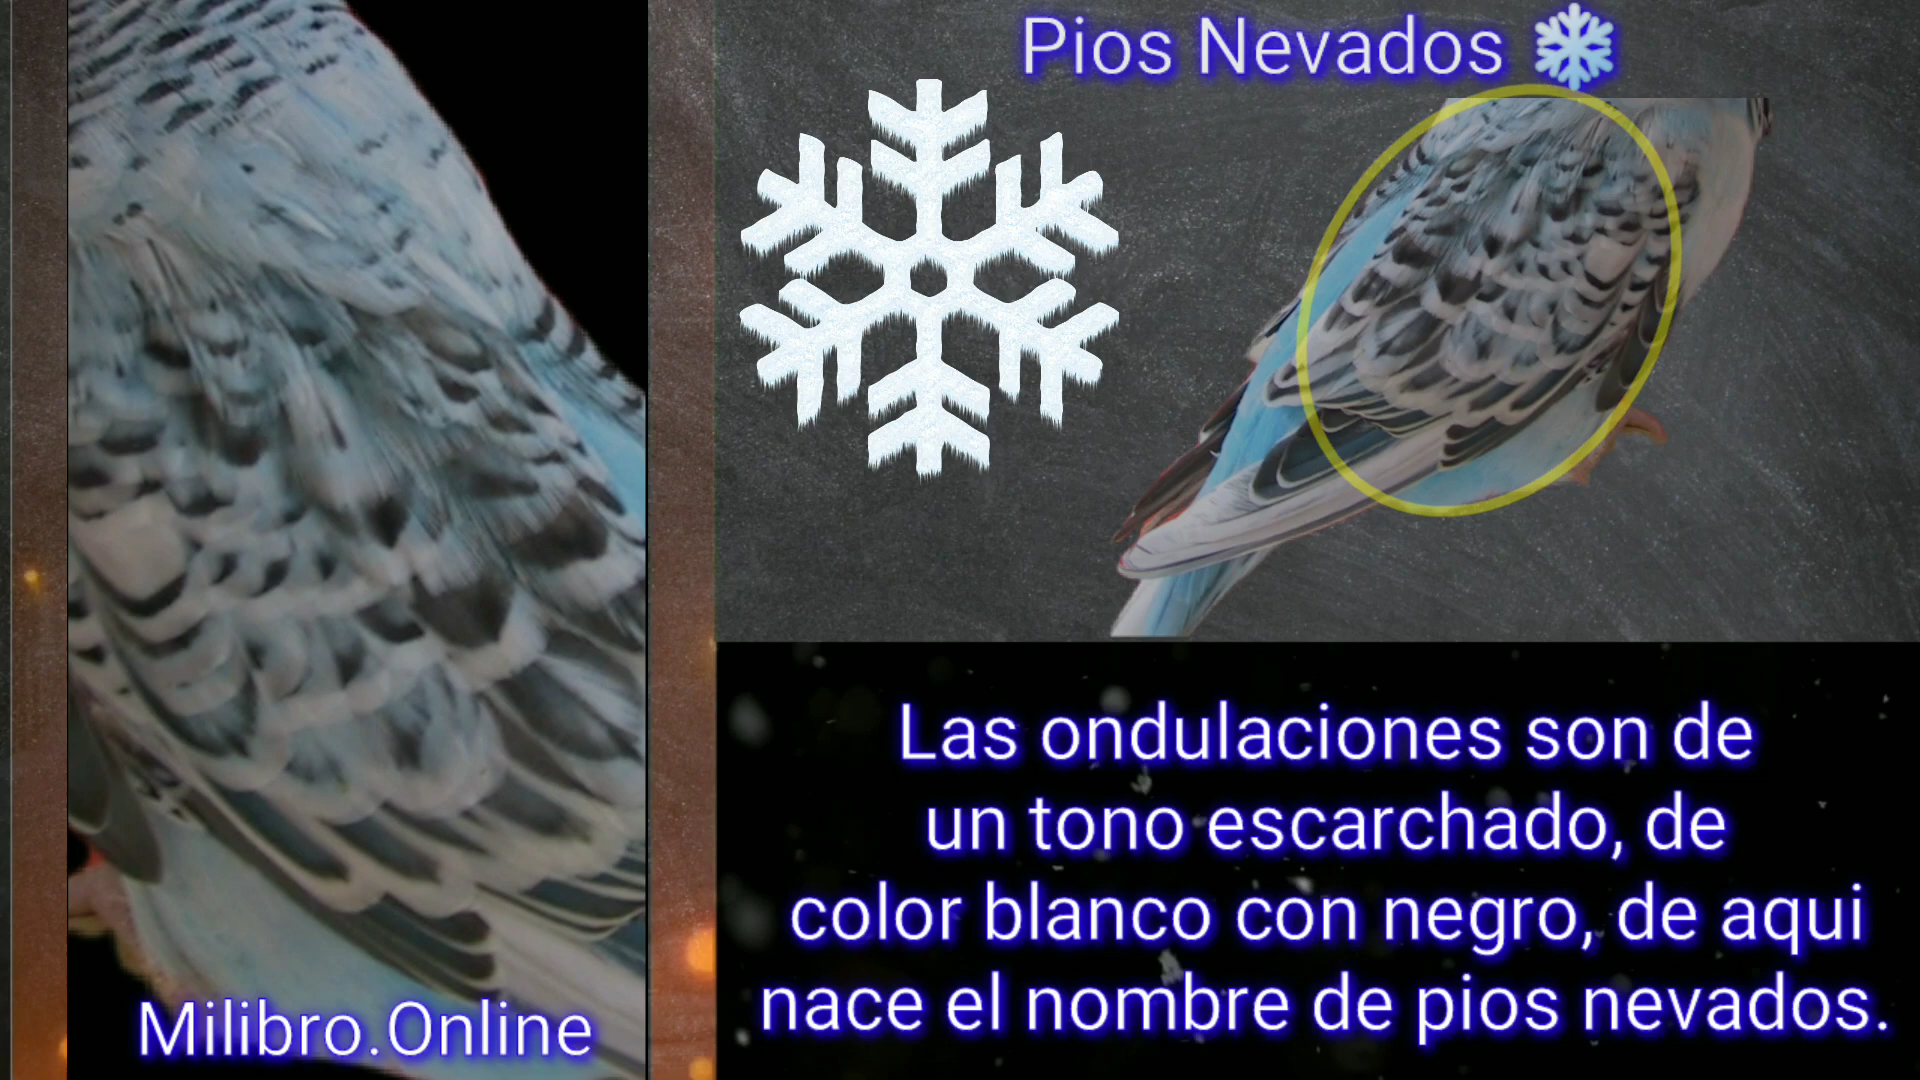 Pios Nevados ❄
Las ondulaciones son de
un tono escarchado, de
color blanco con negro, de aqui
nace el nombre de pios nevados.
Milibro.Online